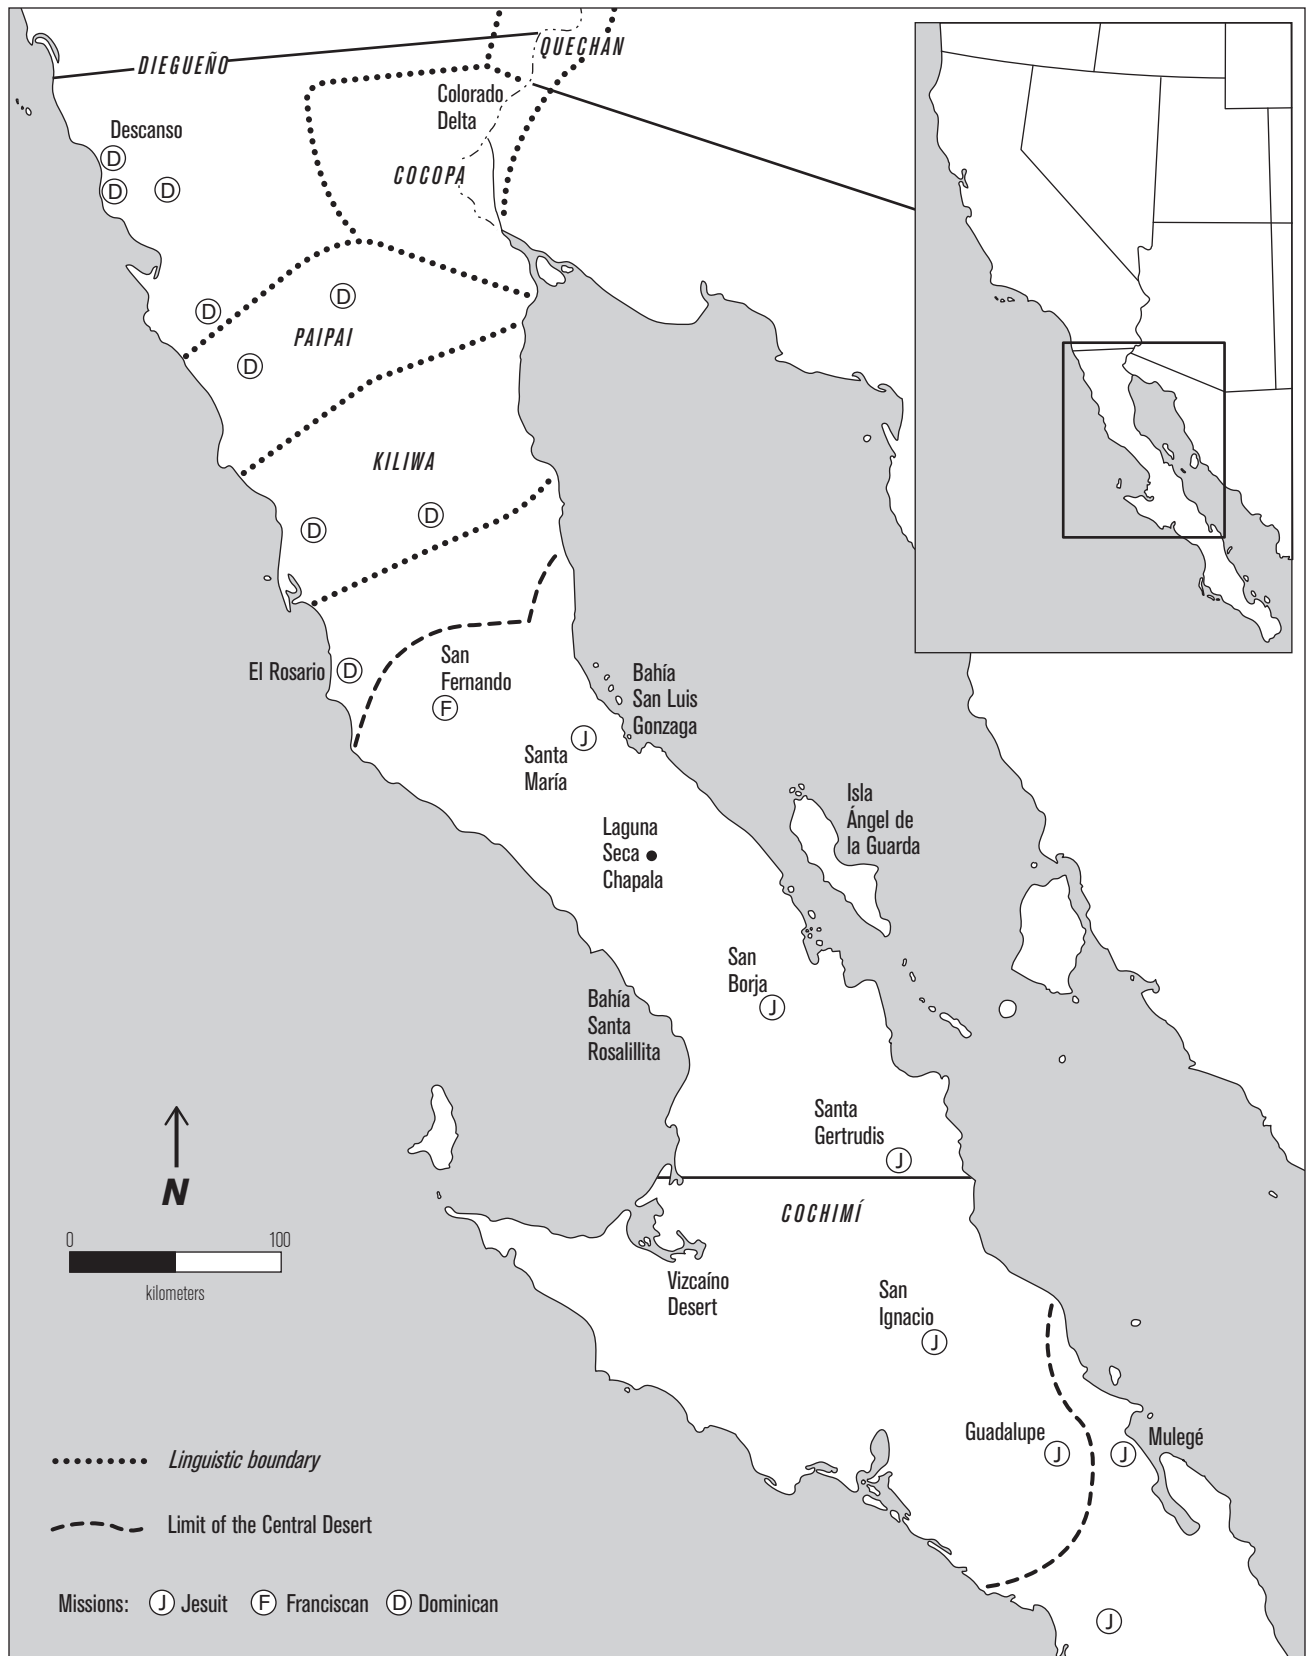 DIEGUEÑO
QUECHAN
Colorado
Delta
Descanso
D
D
D
COCOPA
D
D
PAIPAI
D
KILIWA
D
D
El Rosario
D
San
Fernando
F
Bahía
San Luis
Gonzaga
J
Santa
María
Isla
Ángel de
la Guarda
Laguna
Seca
Chapala
San
Borja
J
Bahía
Santa
Rosalillita
Santa
Gertrudis
J
N
COCHIMÍ
0 100
kilometers
Vizcaíno
Desert
San
Ignacio
J
Guadalupe
J
J
Mulegé
J
Linguistic boundary
Limit of the Central Desert
Missions: J Jesuit F Franciscan D Dominican